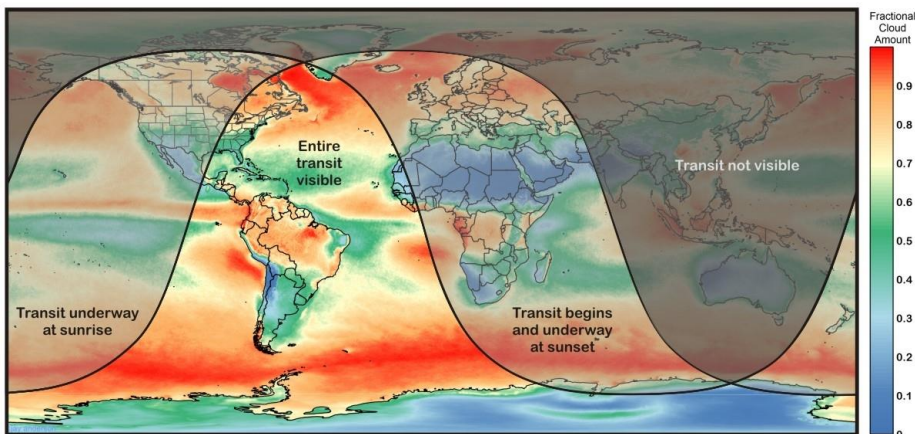 Fractional
Cloud
Amount
Entire
transit
visible
Transit not visible
Transit underway
at sunrise
Transit begins
and underway
at sunset
0.9
0.8
0.7
0.6
0.5
0.4
0.3
0.2
0.1
0